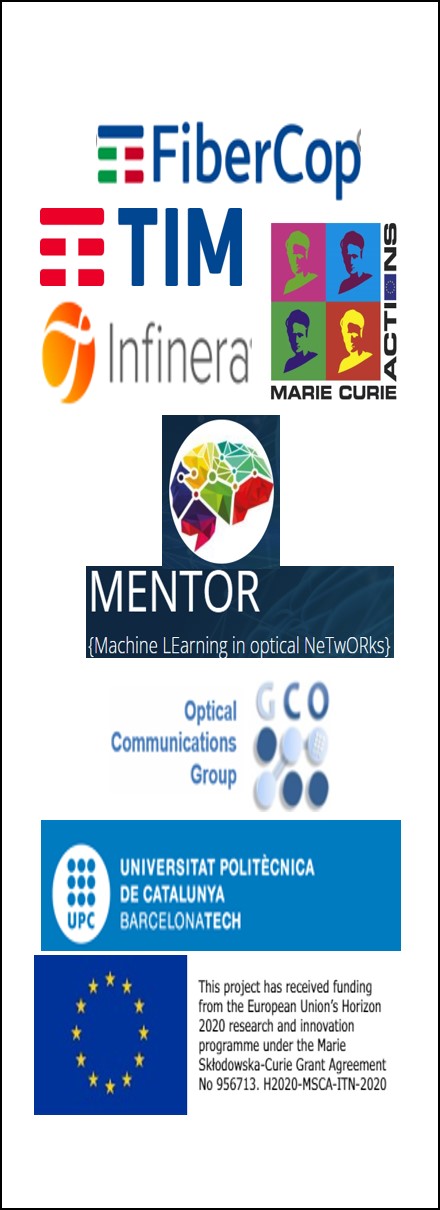 FiberCop
TIM
Infinera
MARIE CURIE
ACTIONS
MENTOR
{Machine LEarning in optical NeTwORks}
GCO
Optical
Communications
Group
UPC
UNIVERSITAT POLITÈCNICA
DE CATALUNYA
BARCELONATECH
This project has received funding
from the European Union's Horizon
2020 research and innovation
programme under the Marie
Skłodowska-Curie Grant Agreement
No 956713. H2020-MSCA-ITN-2020